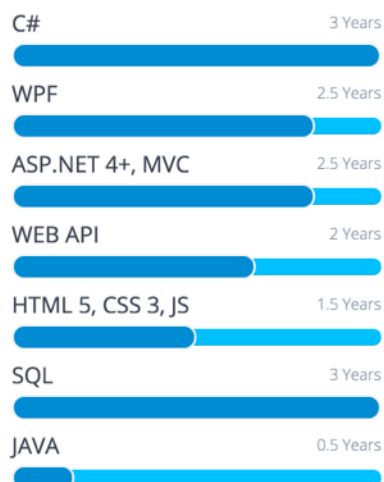 C# 3 Years
WPF 2.5 Years
ASP.NET 4+, MVC 2.5 Years
WEB API 2 Years
HTML 5, CSS 3, JS 1.5 Years
SQL 3 Years
JAVA 0.5 Years